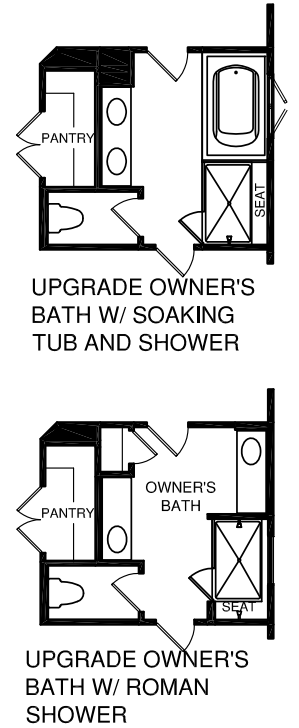 PANTRY
SEAT
UPGRADE OWNER'S
BATH W/ SOAKING
TUB AND SHOWER
OWNER'S
BATH
PANTRY
SEAT
UPGRADE OWNER'S
BATH W/ ROMAN
SHOWER